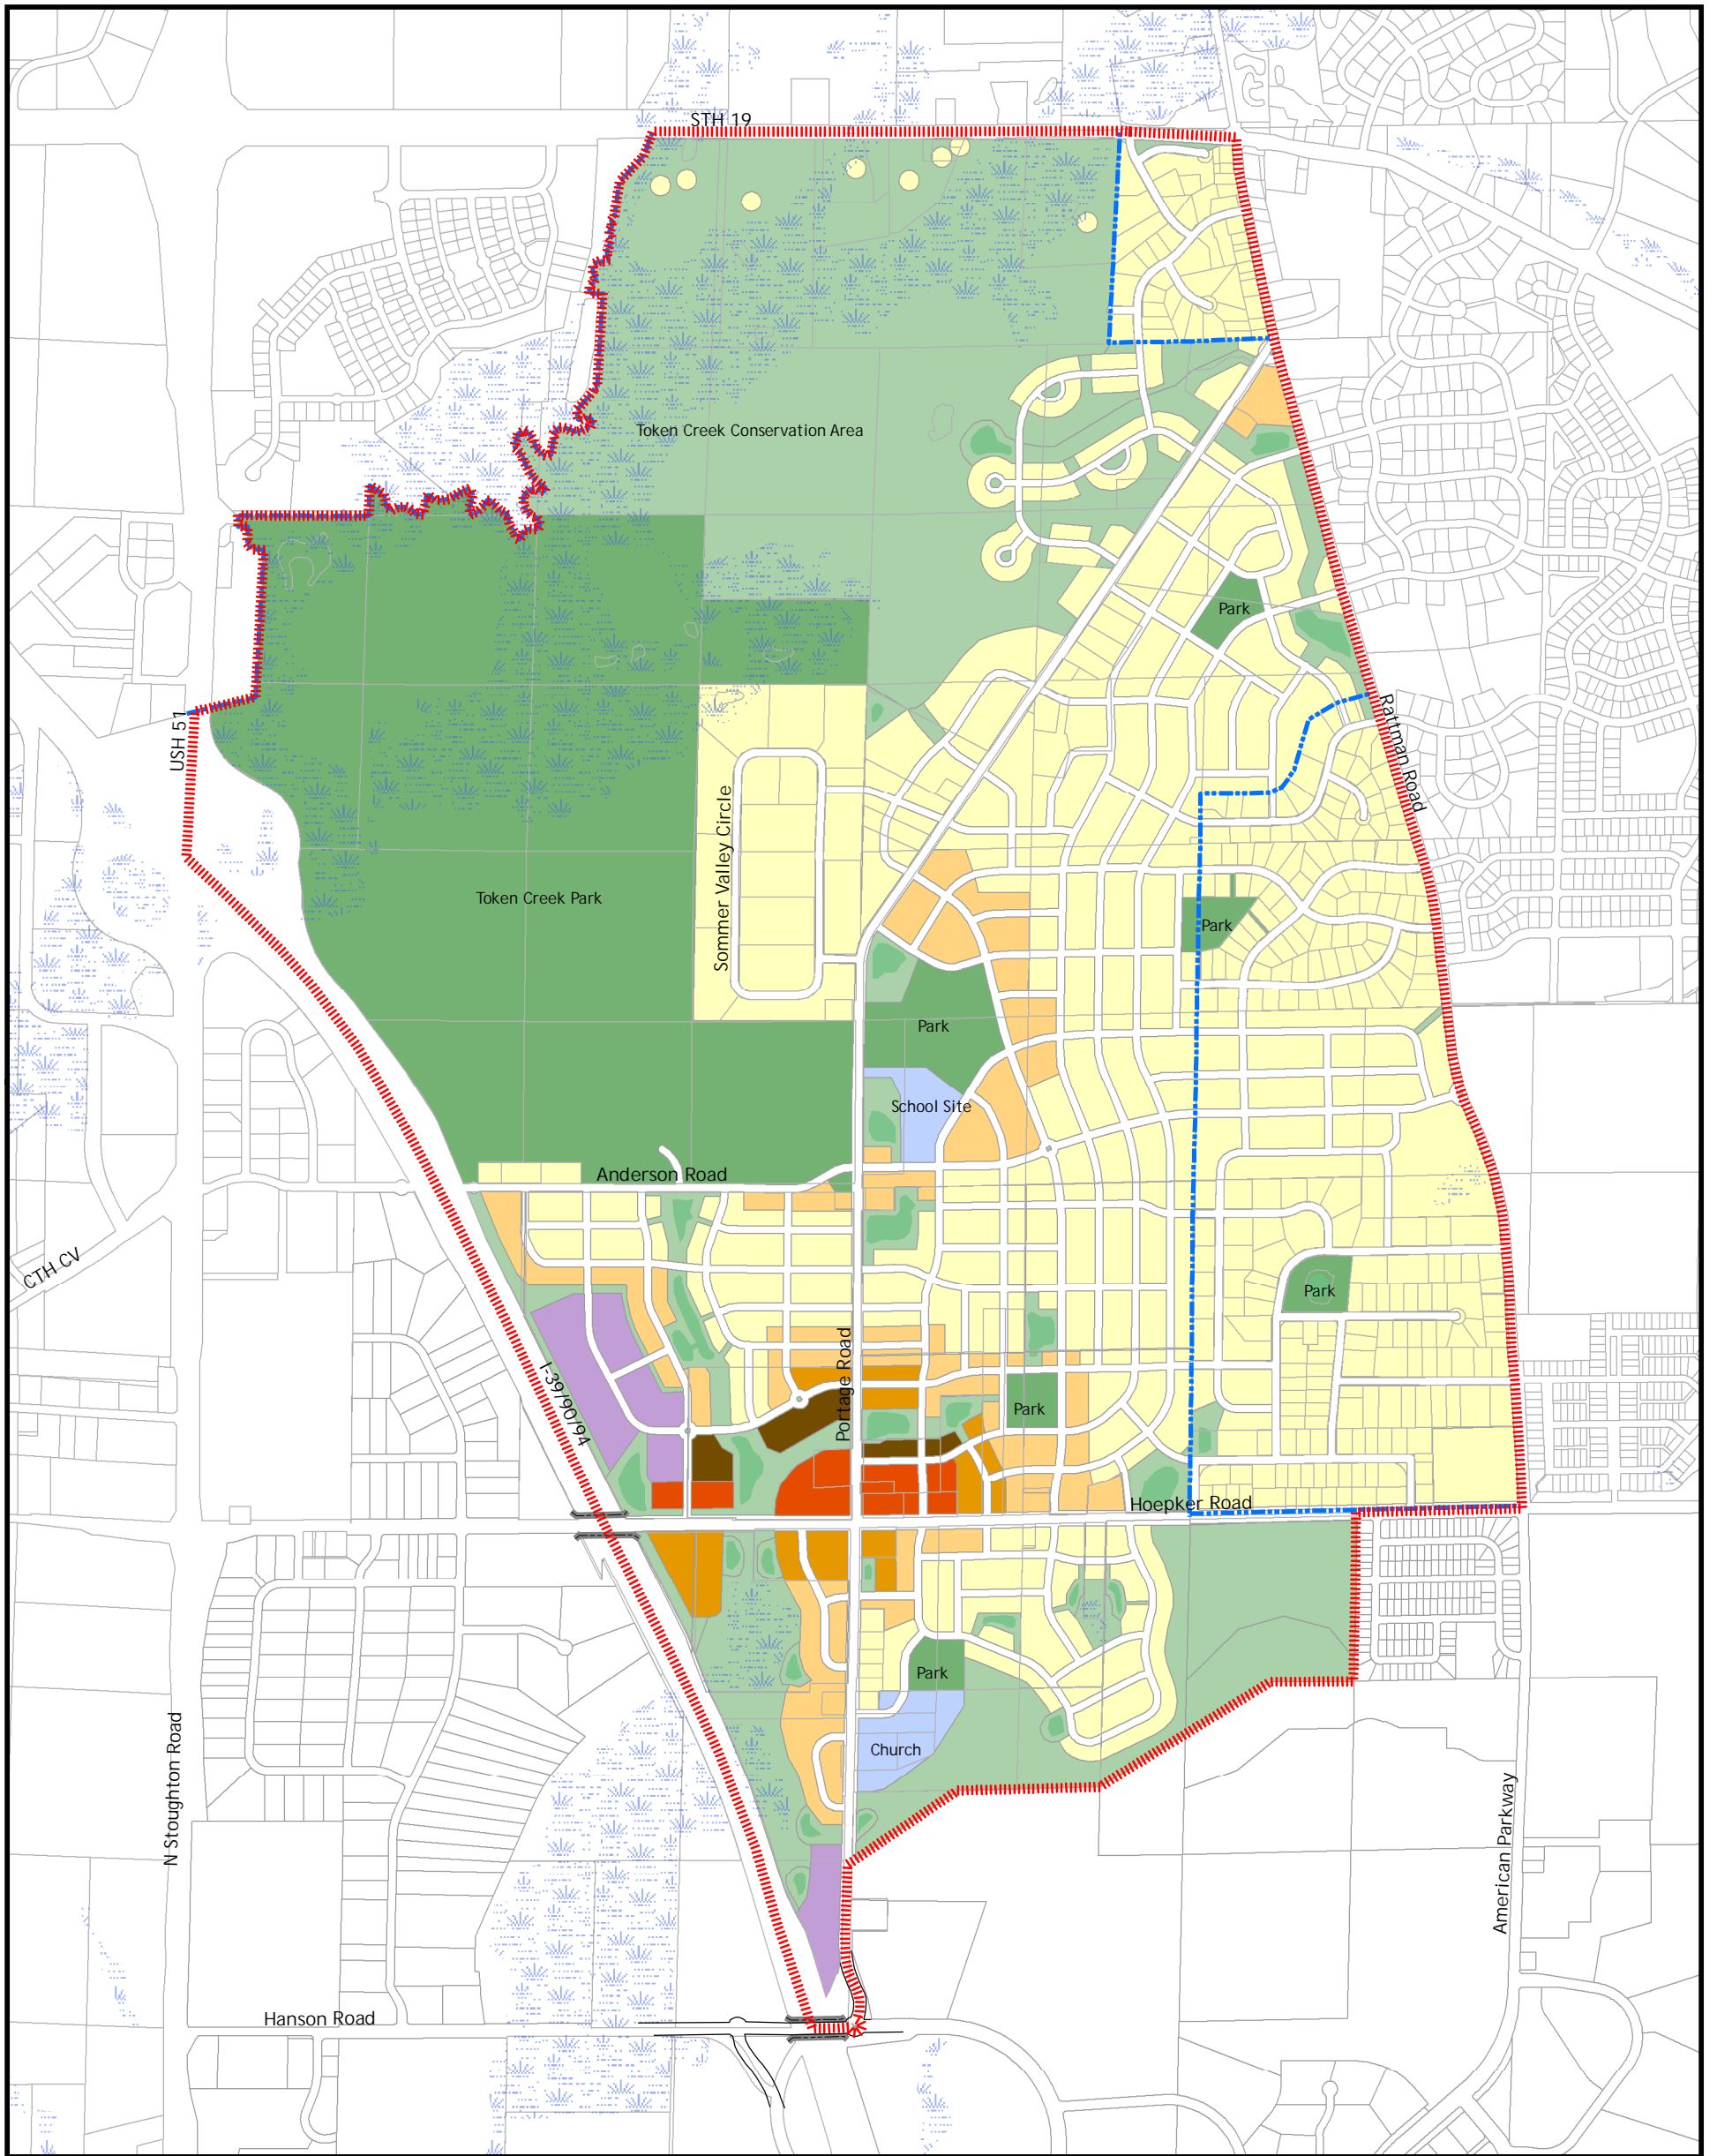 STH 19
Token Creek Conservation Area
Park
USH 51
Rattman Road
Sommer Valley Circle
Token Creek Park
Park
Park
School Site
Anderson Road
CTH CV
Park
Portage Road
I-39/90/94
Park
Hoepker Road
Park
Church
N Stoughton Road
American Parkway
Hanson Road